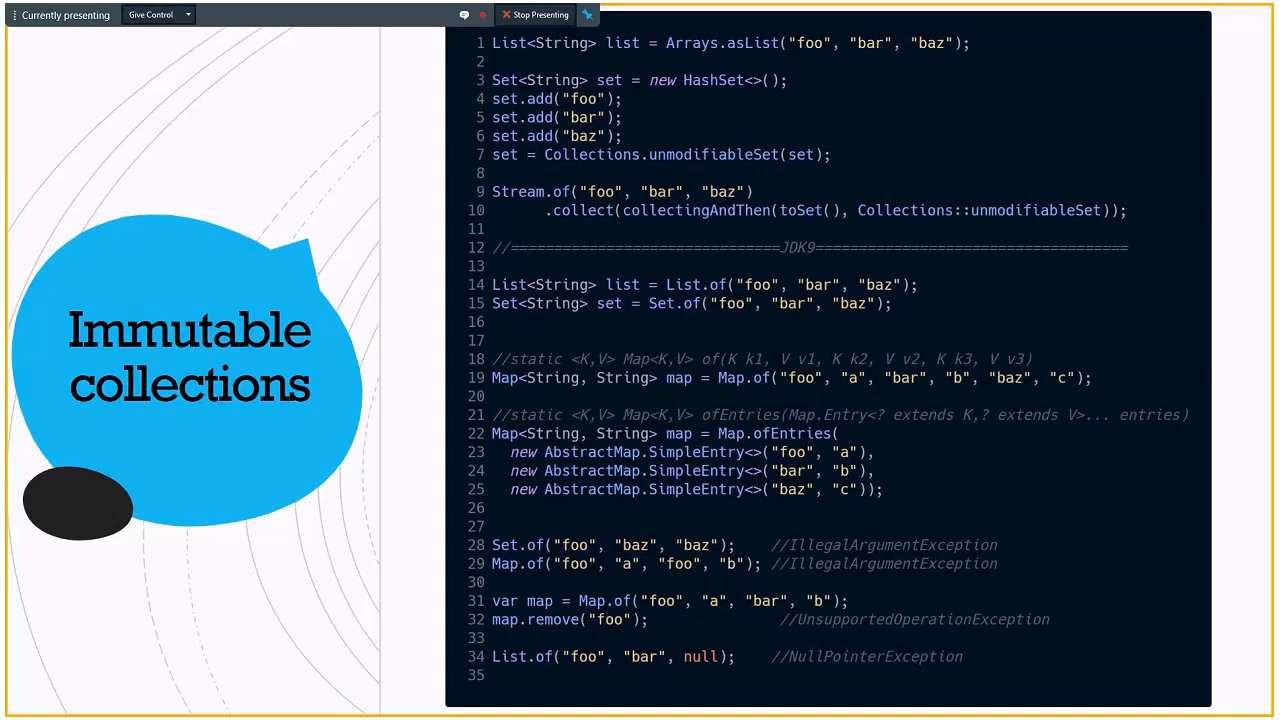 Currently presenting
Give Control
Stop Presenting
Immutable
collections
1 List<String> list = Arrays.asList("foo", "bar", "baz");
2
3 Set<String> set = new HashSet<>();
4 set.add("foo");
5 set.add("bar");
6 set.add("baz");
7 set = Collections.unmodifiableSet(set);
8
9 Stream.of("foo", "bar", "baz")
10 .collect(collectingAndThen(toSet(), Collections::unmodifiableSet));
11
12 //===============================JDK9====================================
13
14 List<String> list = List.of("foo", "bar", "baz");
15 Set<String> set = Set.of("foo", "bar", "baz");
16
17
18 //static <K,V> Map<K,V> of(K k1, V v1, K k2, V v2, K k3, V v3)
19 Map<String, String> map = Map.of("foo", "a", "bar", "b", "baz", "c");
20
21 //static <K,V> Map<K,V> ofEntries(Map.Entry<? extends K,? extends V>... entries)
22 Map<String, String> map = Map.ofEntries(
23 new AbstractMap.SimpleEntry<>("foo", "a"),
24 new AbstractMap.SimpleEntry<>("bar", "b"),
25 new AbstractMap.SimpleEntry<>("baz", "c"));
26
27
28 Set.of("foo", "baz", "baz"); //IllegalArgumentException
29 Map.of("foo", "a", "foo", "b"); //IllegalArgumentException
30
31 var map = Map.of("foo", "a", "bar", "b");
32 map.remove("foo"); //UnsupportedOperationException
33
34 List.of("foo", "bar", null); //NullPointerException
35